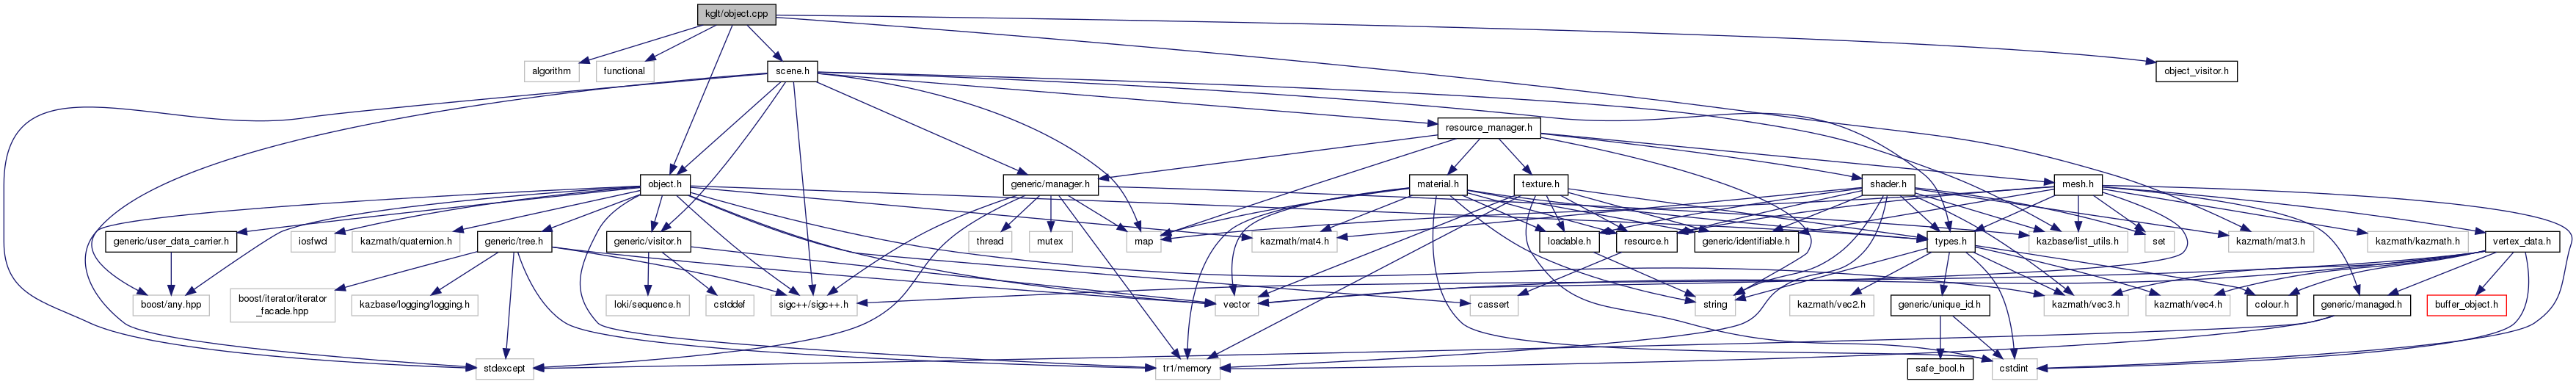 kglt/object.cpp
algorithm
functional
scene.h
object_visitor.h
resource_manager.h
object.h
generic/manager.h
material.h
texture.h
shader.h
mesh.h
generic/user_data_carrier.h
iosfwd
kazmath/quaternion.h
generic/tree.h
generic/visitor.h
thread
mutex
map
kazmath/mat4.h
loadable.h
resource.h
generic/identifiable.h
types.h
kazbase/list_utils.h
set
kazmath/mat3.h
kazmath/kazmath.h
vertex_data.h
boost/any.hpp
boost/iterator/iterator
_facade.hpp
kazbase/logging/logging.h
loki/sequence.h
cstddef
sigc++/sigc++.h
vector
cassert
string
kazmath/vec2.h
generic/unique_id.h
kazmath/vec3.h
kazmath/vec4.h
colour.h
generic/managed.h
buffer_object.h
stdexcept
tr1/memory
safe_bool.h
cstdint